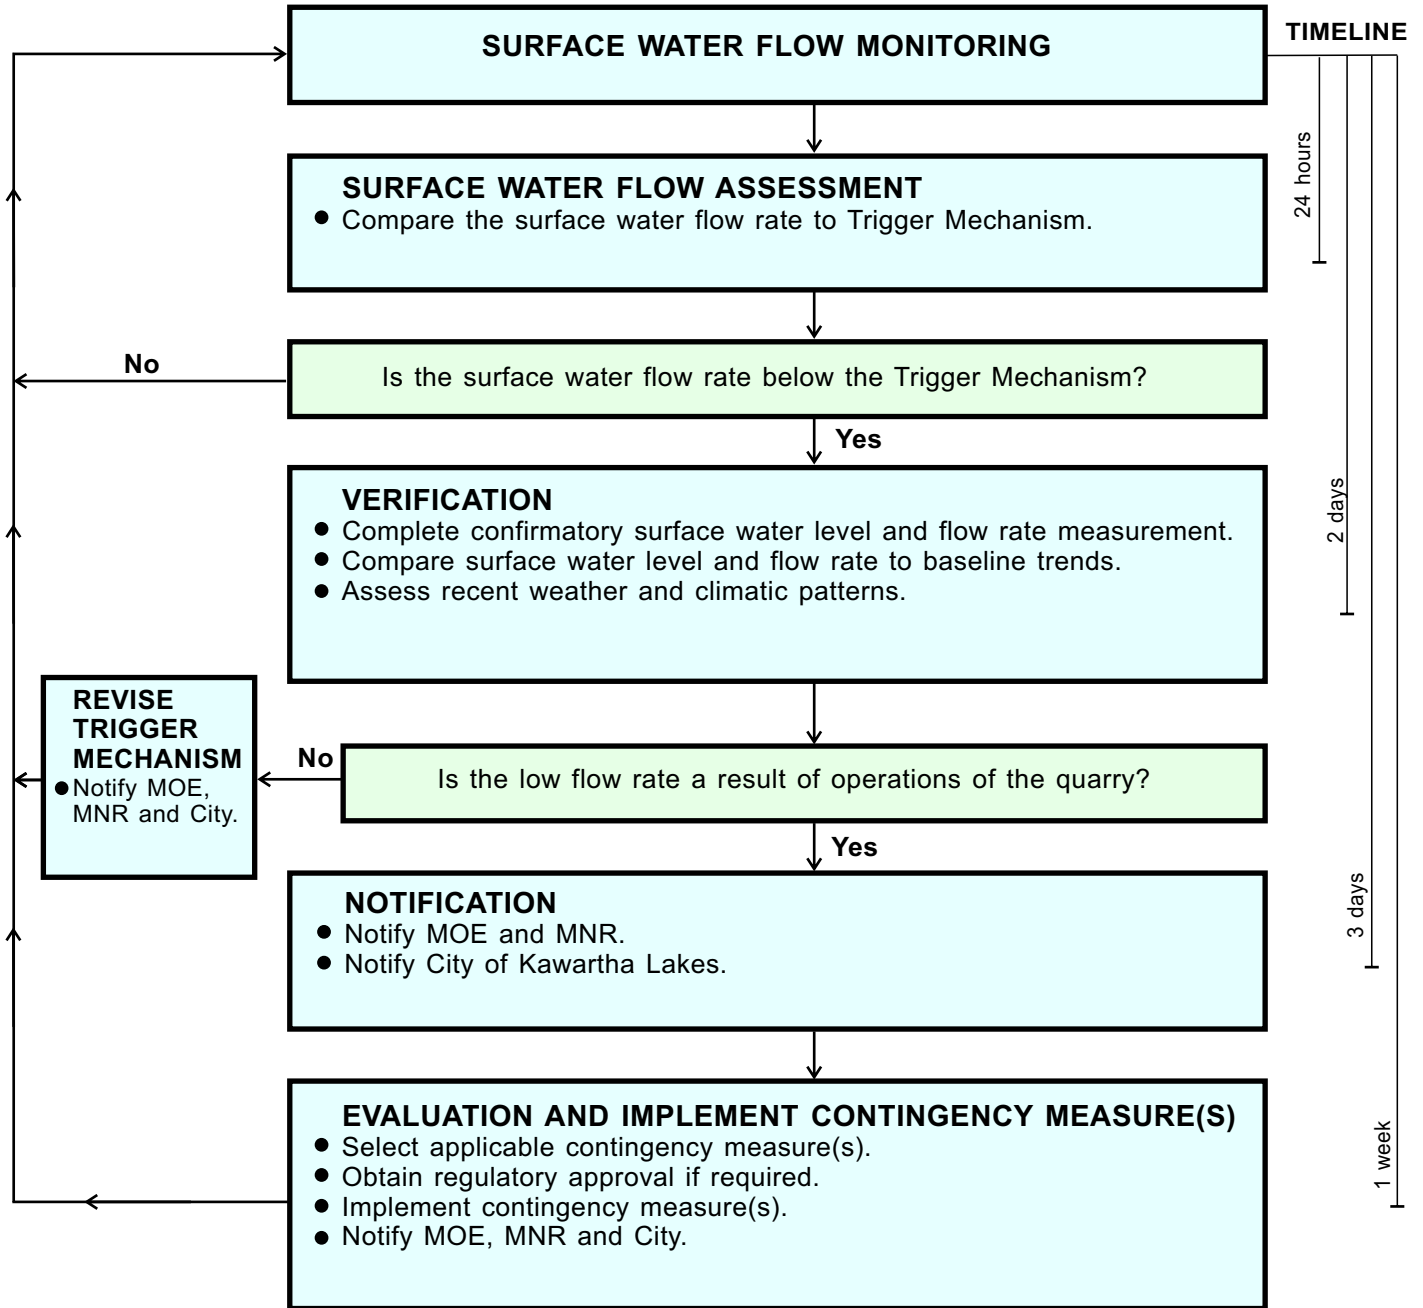 SURFACE WATER FLOW MONITORING
TIMELINE
24 hours
SURFACE WATER FLOW ASSESSMENT
● Compare the surface water flow rate to Trigger Mechanism.
No
Is the surface water flow rate below the Trigger Mechanism?
Yes
2 days
VERIFICATION
● Complete confirmatory surface water level and flow rate measurement.
● Compare surface water level and flow rate to baseline trends.
● Assess recent weather and climatic patterns.
REVISE
TRIGGER
MECHANISM
● Notify MOE,
MNR and City.
No
Is the low flow rate a result of operations of the quarry?
Yes
3 days
NOTIFICATION
● Notify MOE and MNR.
● Notify City of Kawartha Lakes.
1 week
EVALUATION AND IMPLEMENT CONTINGENCY MEASURE(S)
● Select applicable contingency measure(s).
● Obtain regulatory approval if required.
● Implement contingency measure(s).
● Notify MOE, MNR and City.